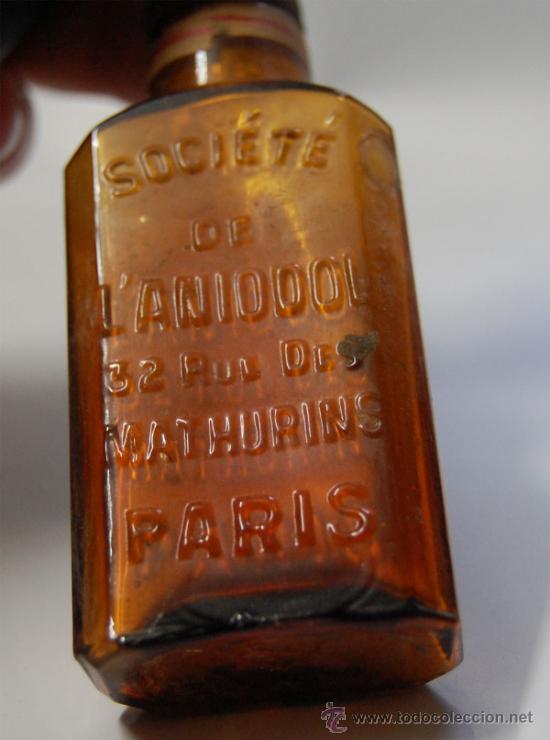 SOCIÉTÉ
DE
L'ANIODOL
32 RUE DES
MATHURINS
PARIS
www.todocoleccion.net